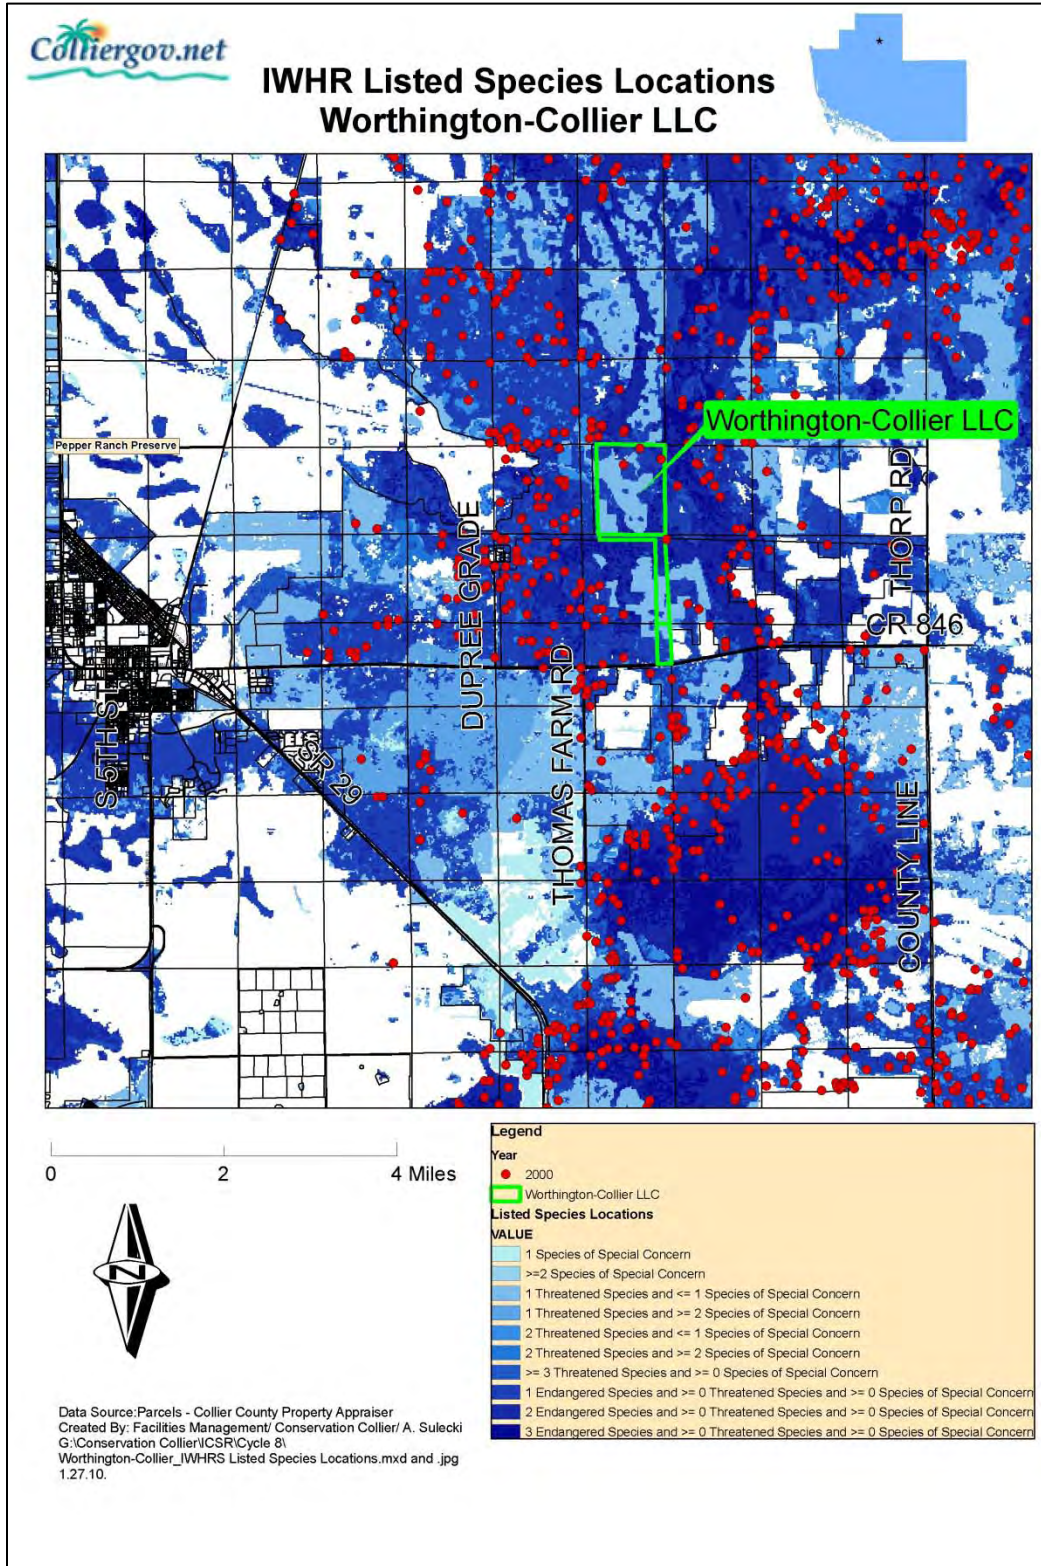 Colliergov.net
IWHR Listed Species Locations
Worthington-Collier LLC
Worthington-Collier LLC
Pepper Ranch Preserve
THORP RD
DUPREE GRADE
CR 846
S 5TH ST
THOMAS FARM RD
SR 29
COUNTY LINE
0 2 4 Miles
N
Legend
Year
2000
Worthington-Collier LLC
Listed Species Locations
VALUE
1 Species of Special Concern
>=2 Species of Special Concern
1 Threatened Species and <= 1 Species of Special Concern
1 Threatened Species and >= 2 Species of Special Concern
2 Threatened Species and <= 1 Species of Special Concern
2 Threatened Species and >= 2 Species of Special Concern
>= 3 Threatened Species and >= 0 Species of Special Concern
1 Endangered Species and >= 0 Threatened Species and >= 0 Species of Special Concern
2 Endangered Species and >= 0 Threatened Species and >= 0 Species of Special Concern
3 Endangered Species and >= 0 Threatened Species and >= 0 Species of Special Concern
Data Source:Parcels - Collier County Property Appraiser
Created By: Facilities Management/ Conservation Collier/ A. Sulecki
G:\Conservation Collier\ICSR\Cycle 8\
Worthington-Collier_IWHRS Listed Species Locations.mxd and .jpg
1.27.10.